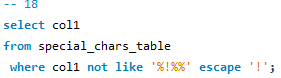 -- 18
select col1
from special_chars_table
where col1 not like '%!%%' escape '!';